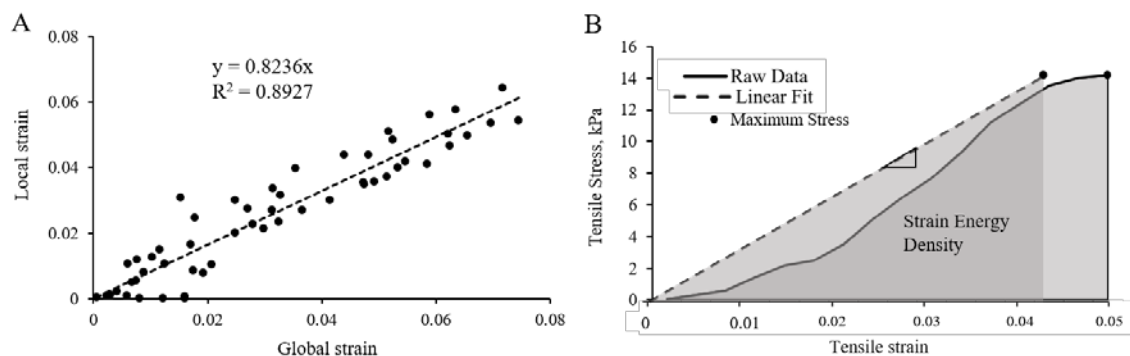 A
0.08
0.06
0.04
0.02
0
Local strain
y = 0.8236x
R² = 0.8927
0 0.02 0.04 0.06 0.08
Global strain
B
16
14
12
10
8
6
4
2
0
Tensile Stress, kPa
Raw Data
Linear Fit
Maximum Stress
Strain Energy
Density
0 0.01 0.02 0.03 0.04 0.05
Tensile strain